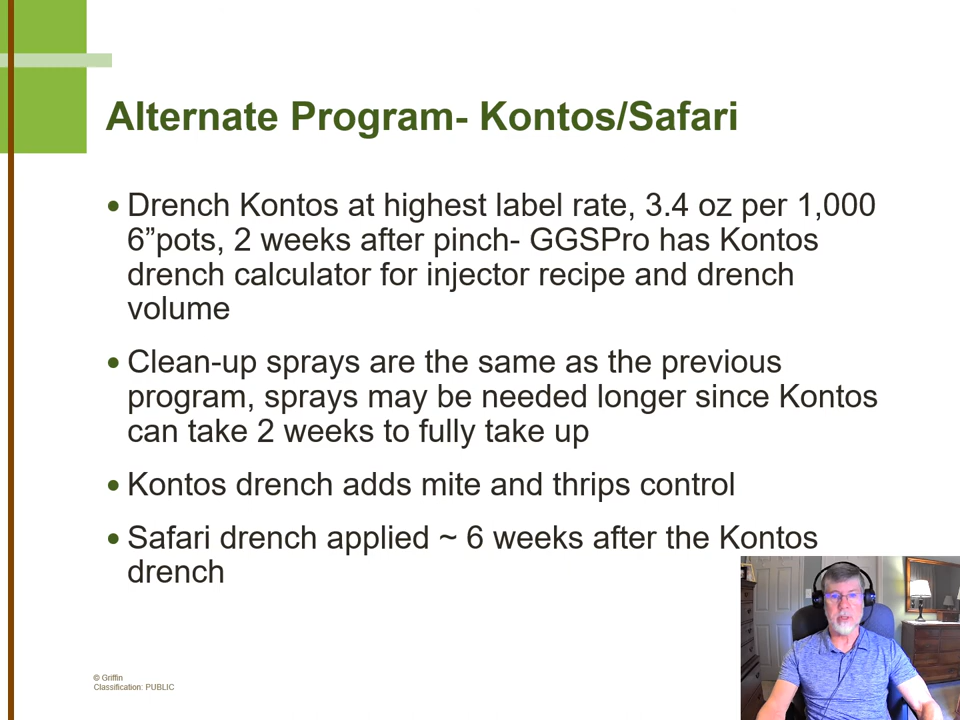 Alternate Program- Kontos/Safari
• Drench Kontos at highest label rate, 3.4 oz per 1,000
6”pots, 2 weeks after pinch- GGSPro has Kontos
drench calculator for injector recipe and drench
volume
• Clean-up sprays are the same as the previous
program, sprays may be needed longer since Kontos
can take 2 weeks to fully take up
• Kontos drench adds mite and thrips control
• Safari drench applied ~ 6 weeks after the Kontos
drench
© Griffin
Classification: PUBLIC